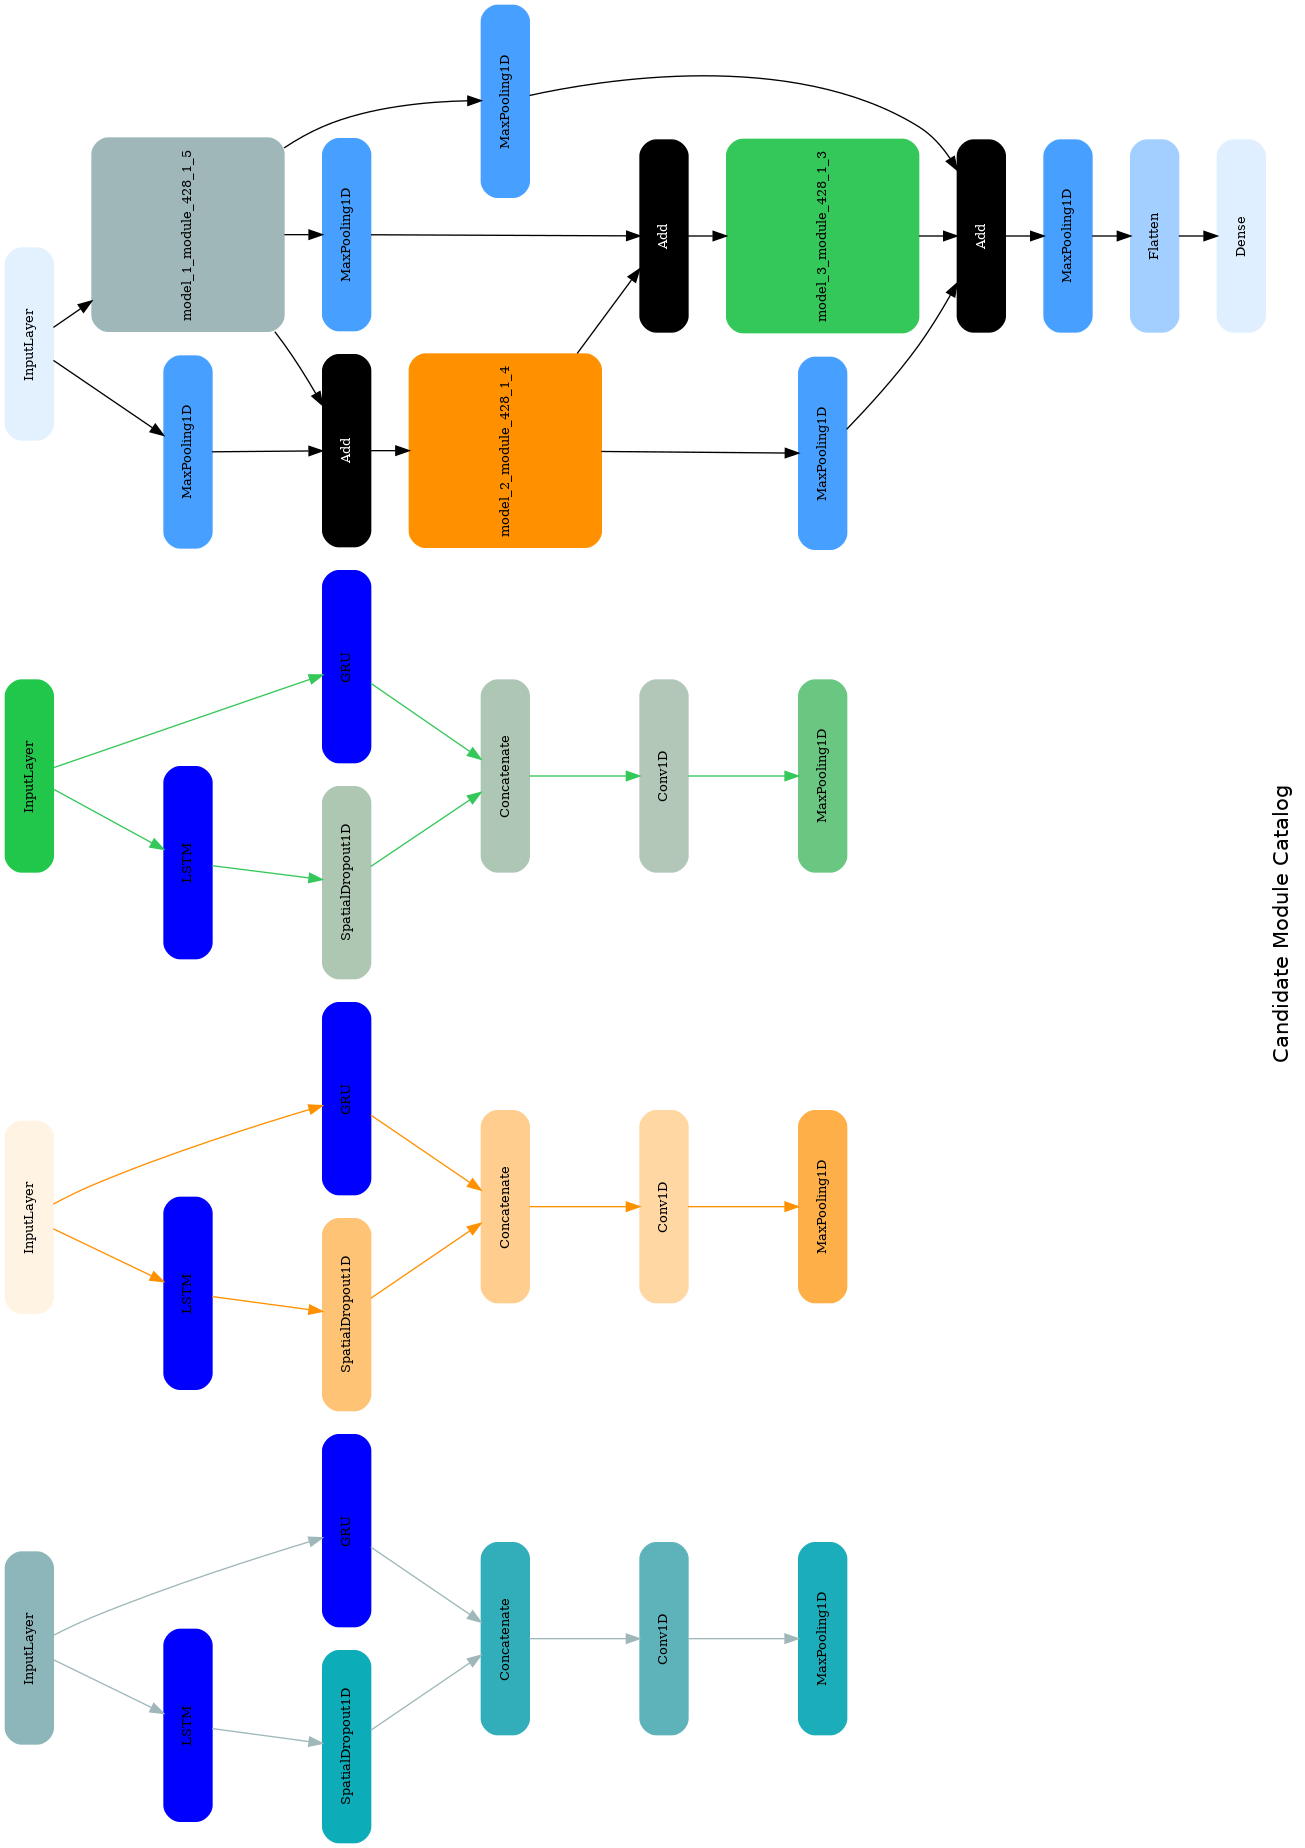 InputLayer
model_1_module_428_1_5
MaxPooling1D
MaxPooling1D
MaxPooling1D
Add
model_2_module_428_1_4
Add
model_3_module_428_1_3
MaxPooling1D
Add
MaxPooling1D
Flatten
Dense
InputLayer
LSTM
GRU
SpatialDropout1D
Concatenate
Conv1D
MaxPooling1D
InputLayer
LSTM
GRU
SpatialDropout1D
Concatenate
Conv1D
MaxPooling1D
InputLayer
LSTM
GRU
SpatialDropout1D
Concatenate
Conv1D
MaxPooling1D
Candidate Module Catalog